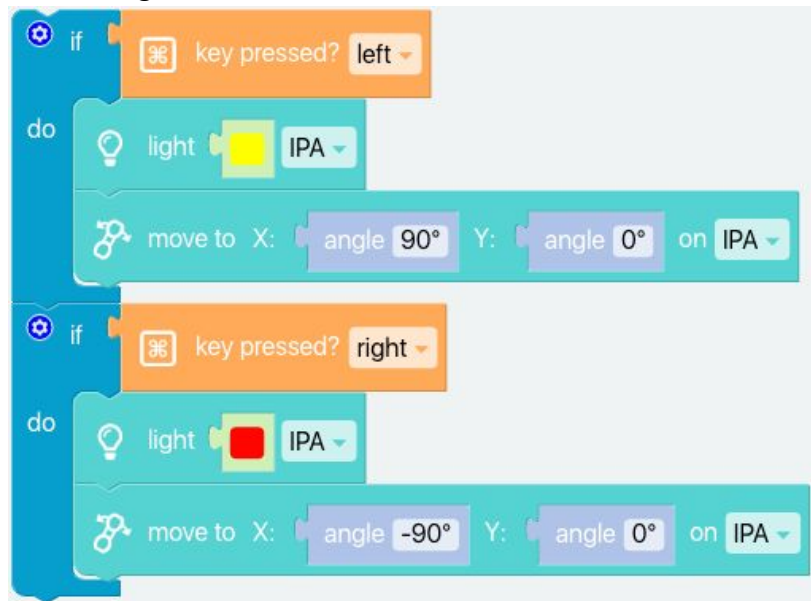 if key pressed? left
do light IPA
move to X: angle 90° Y: angle 0° on IPA
if key pressed? right
do light IPA
move to X: angle -90° Y: angle 0° on IPA